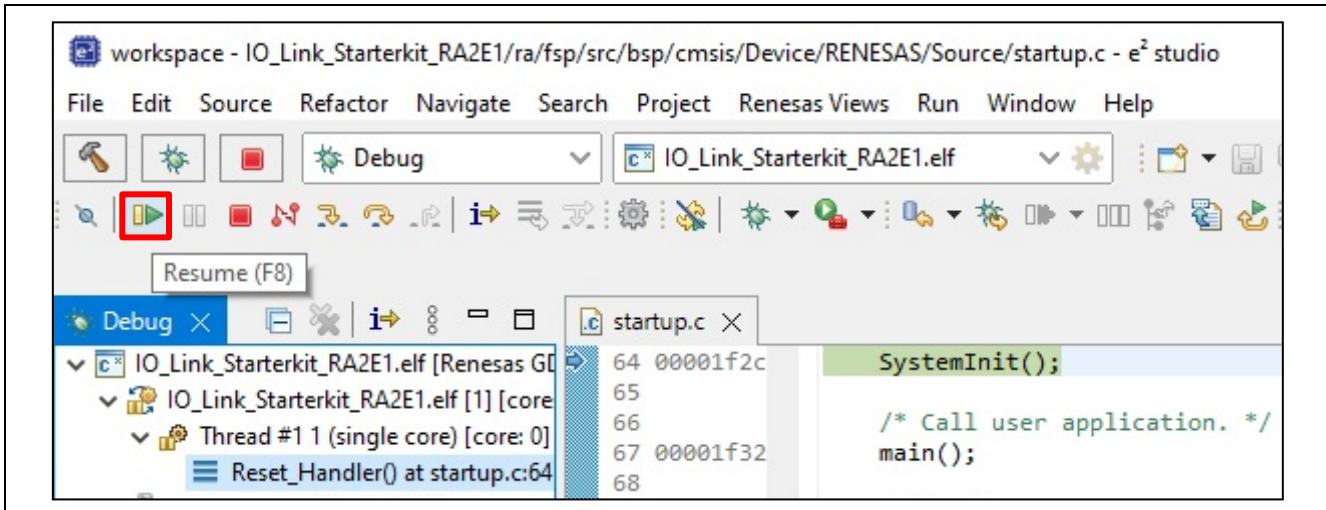 workspace - IO_Link_Starterkit_RA2E1/ra/fsp/src/bsp/cmsis/Device/RENESAS/Source/startup.c - e² studio
File Edit Source Refactor Navigate Search Project Renesas Views Run Window Help
Debug IO_Link_Starterkit_RA2E1.elf
Resume (F8)
Debug startup.c
IO_Link_Starterkit_RA2E1.elf [Renesas GD 64 00001f2c SystemInit();
IO_Link_Starterkit_RA2E1.elf [1] [core 65
66 /* Call user application. */
Thread #1 1 (single core) [core: 0] 67 00001f32 main();
Reset_Handler() at startup.c:64 68